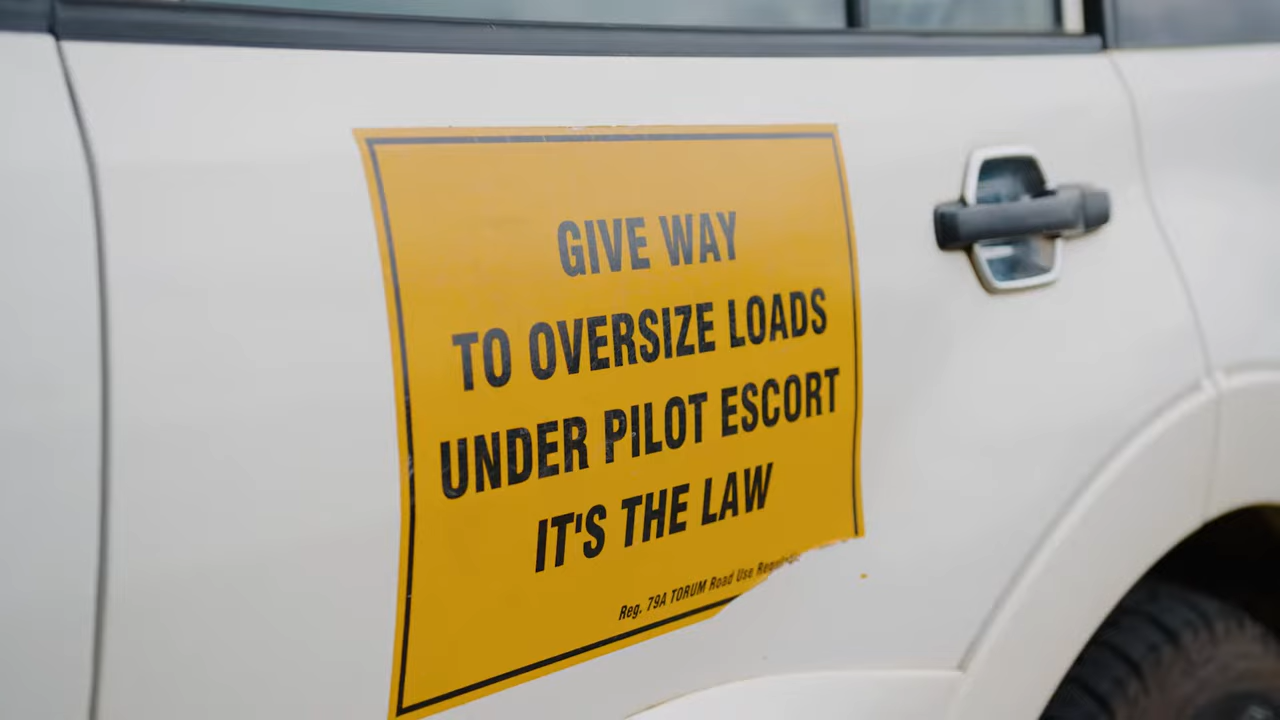 GIVE WAY
TO OVERSIZE LOADS
UNDER PILOT ESCORT
IT'S THE LAW
Reg. 79A TORUM Road Use